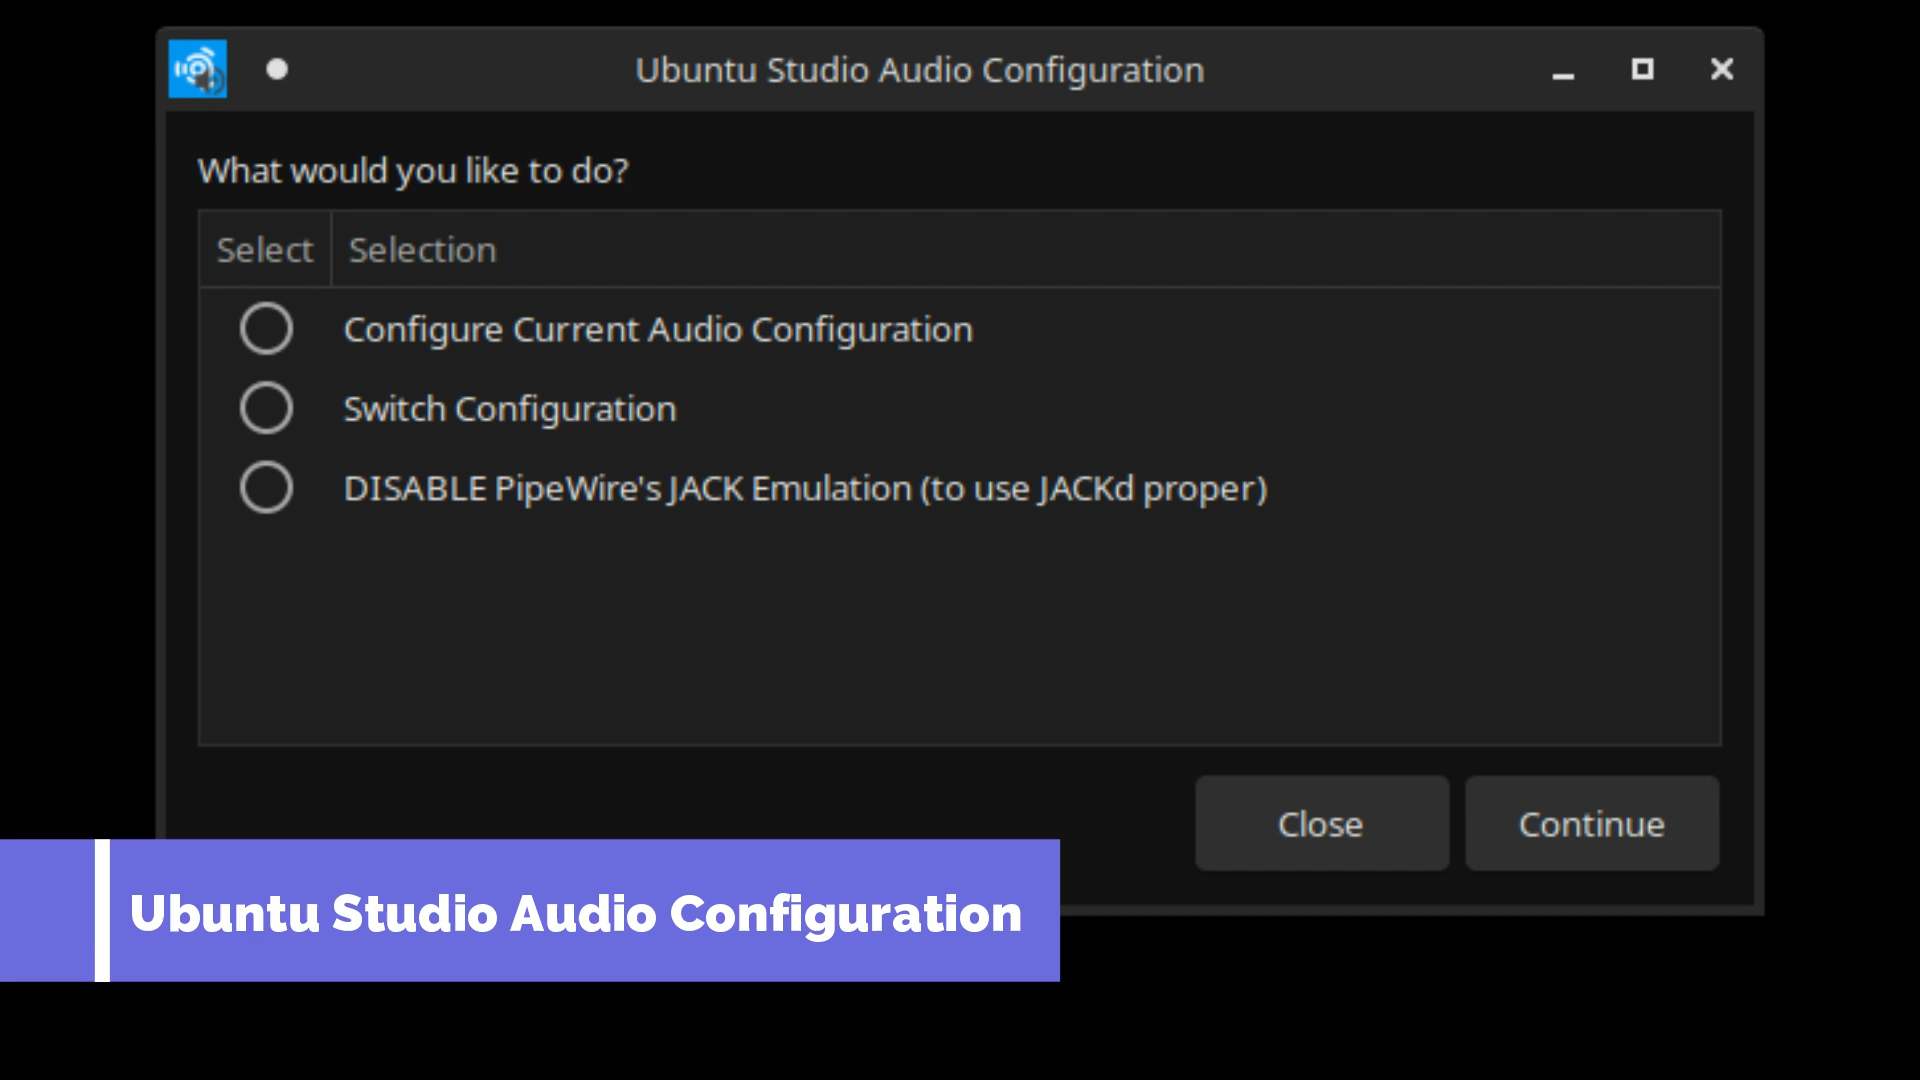 Ubuntu Studio Audio Configuration
What would you like to do?
Select Selection
Configure Current Audio Configuration
Switch Configuration
DISABLE PipeWire's JACK Emulation (to use JACKd proper)
Close Continue
Ubuntu Studio Audio Configuration